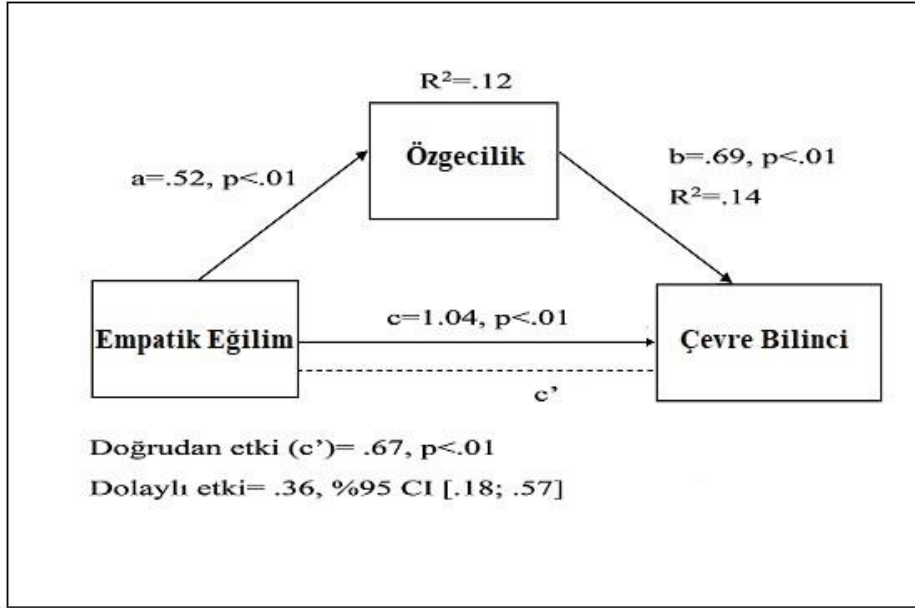 R²=.12
Özgecilik
a=.52, p<.01
b=.69, p<.01
R²=.14
Empatik Eğilim
c=1.04, p<.01
Çevre Bilinci
c’
Doğrudan etki (c’)= .67, p<.01
Dolaylı etki= .36, %95 CI [.18; .57]